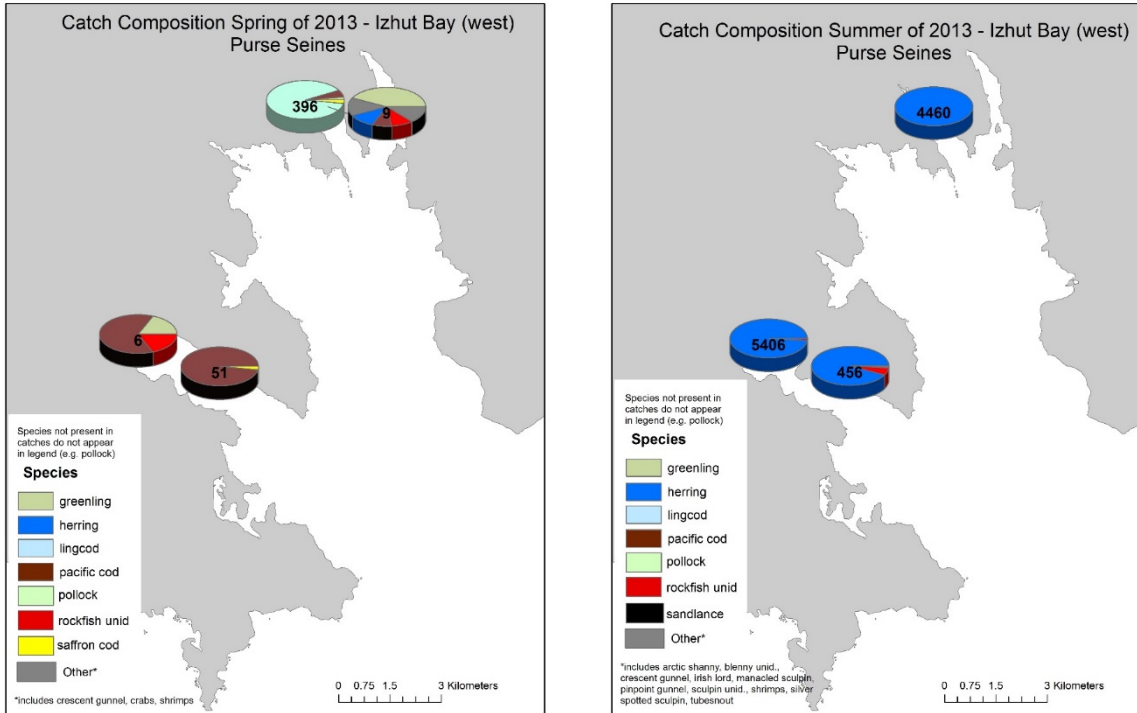 Catch Composition Spring of 2013 - Izhut Bay (west)
Purse Seines
396
9
6
51
Species not present in
catches do not appear
in legend (e.g. pollock)
Species
greenling
herring
lingcod
pacific cod
pollock
rockfish unid
saffron cod
Other*
*includes crescent gunnel, crabs, shrimps
0 0.75 1.5 3 Kilometers
Catch Composition Summer of 2013 - Izhut Bay (west)
Purse Seines
4460
5406
456
Species not present in
catches do not appear
in legend (e.g. pollock)
Species
greenling
herring
lingcod
pacific cod
pollock
rockfish unid
sandlance
Other*
*includes arctic shanny, blenny unid.,
crescent gunnel, irish lord, manacled sculpin,
pinpoint gunnel, sculpin unid., shrimps, silver
spotted sculpin, tubesnout
0 0.75 1.5 3 Kilometers